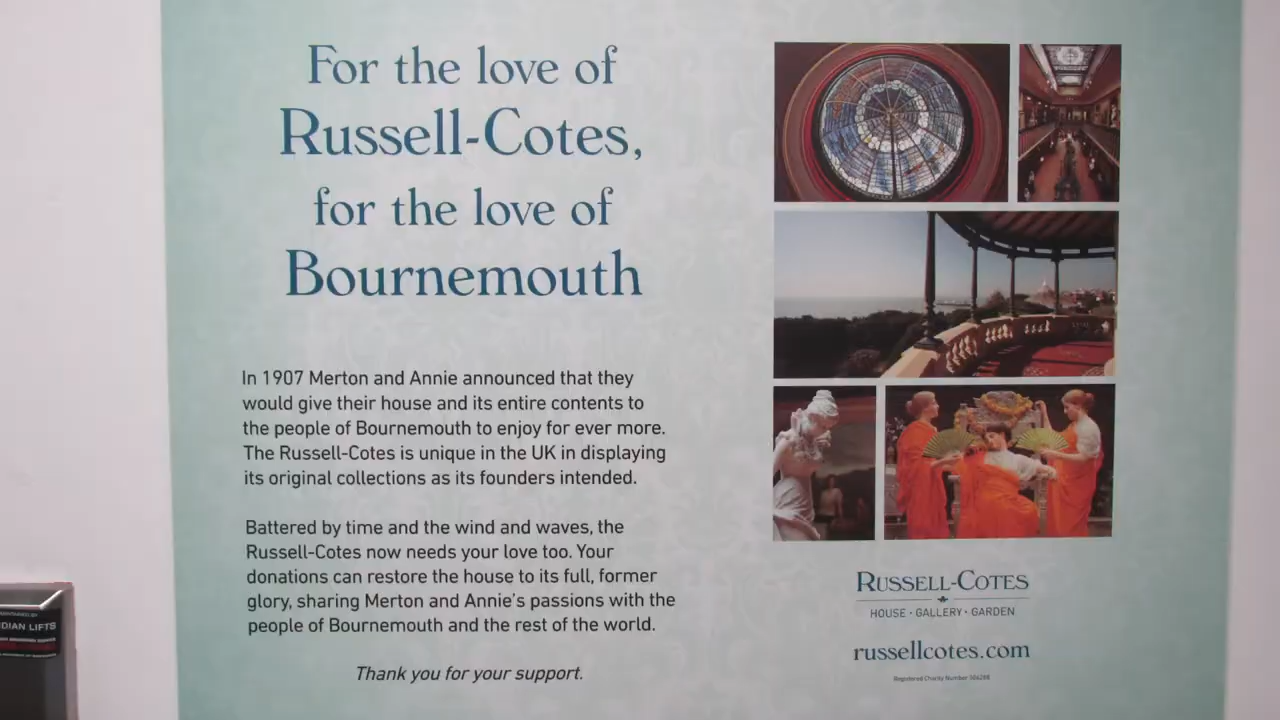 For the love of
Russell-Cotes,
for the love of
Bournemouth
In 1907 Merton and Annie announced that they
would give their house and its entire contents to
the people of Bournemouth to enjoy for ever more.
The Russell-Cotes is unique in the UK in displaying
its original collections as its founders intended.
Battered by time and the wind and waves, the
Russell-Cotes now needs your love too. Your
donations can restore the house to its full, former
glory, sharing Merton and Annie's passions with the
people of Bournemouth and the rest of the world.
Thank you for your support.
RUSSELL-COTES
HOUSE · GALLERY · GARDEN
russellcotes.com
Registered Charity Number
DIAN LIFTS